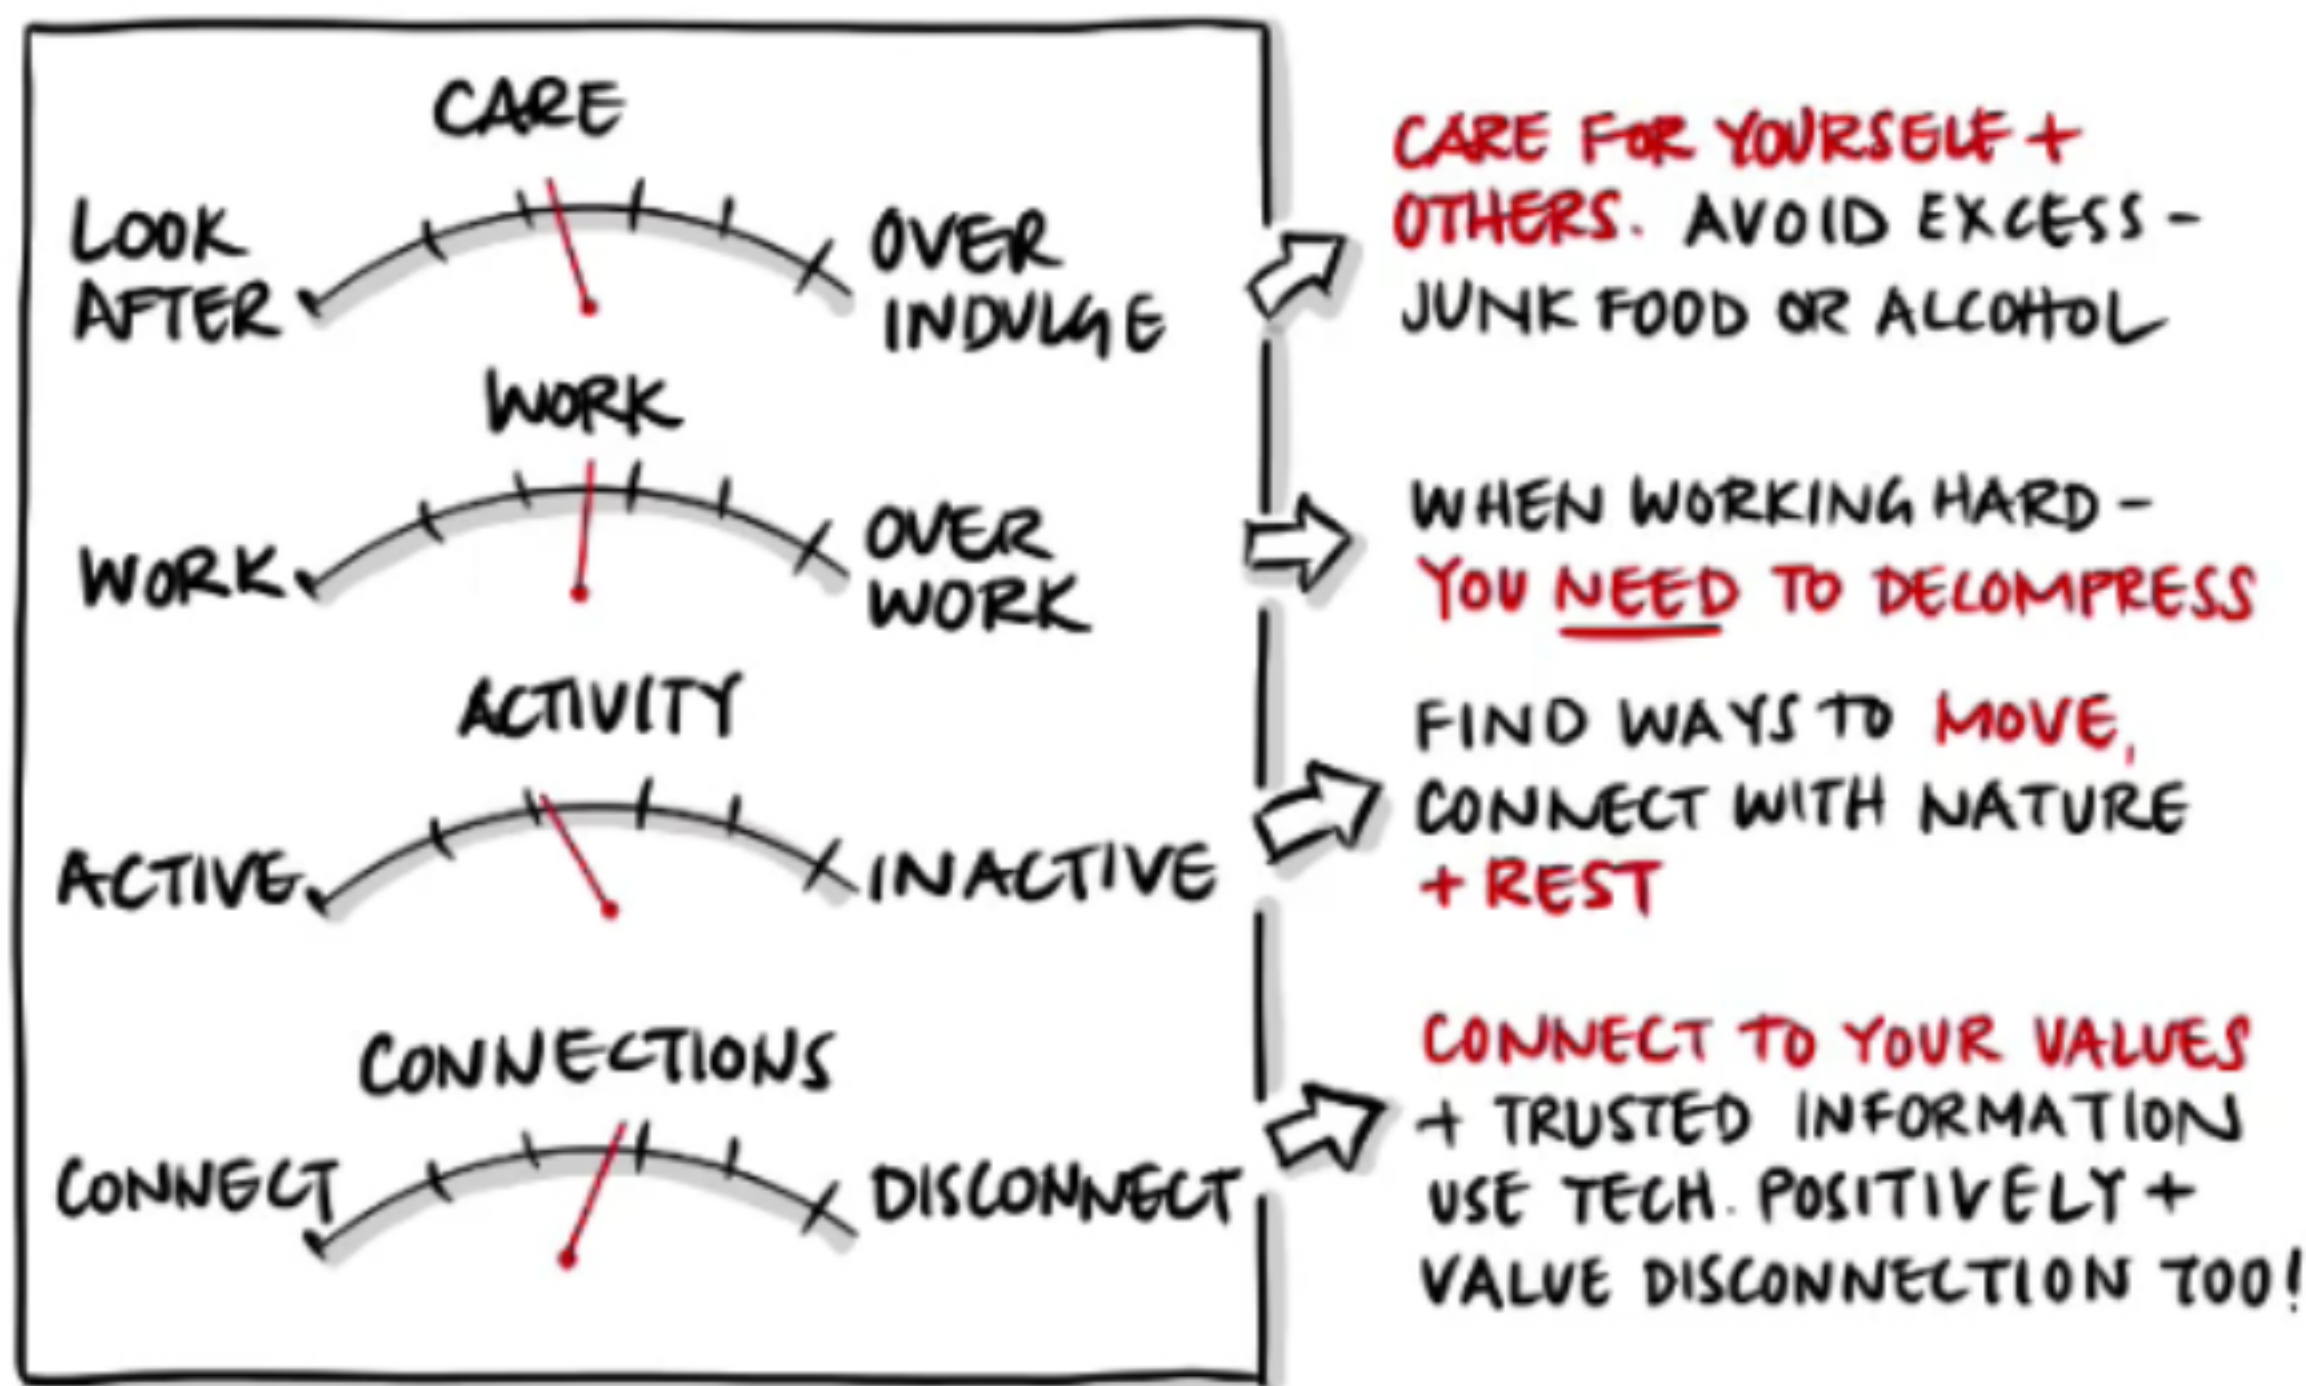 CARE
LOOK
AFTER
OVER
INDULGE
CARE FOR YOURSELF +
OTHERS. AVOID EXCESS -
JUNK FOOD OR ALCOHOL
WORK
WORK
OVER
WORK
WHEN WORKING HARD -
YOU NEED TO DECOMPRESS
ACTIVITY
ACTIVE
INACTIVE
FIND WAYS TO MOVE,
CONNECT WITH NATURE
+ REST
CONNECTIONS
CONNECT
DISCONNECT
CONNECT TO YOUR VALUES
+ TRUSTED INFORMATION
USE TECH. POSITIVELY +
VALUE DISCONNECTION TOO!